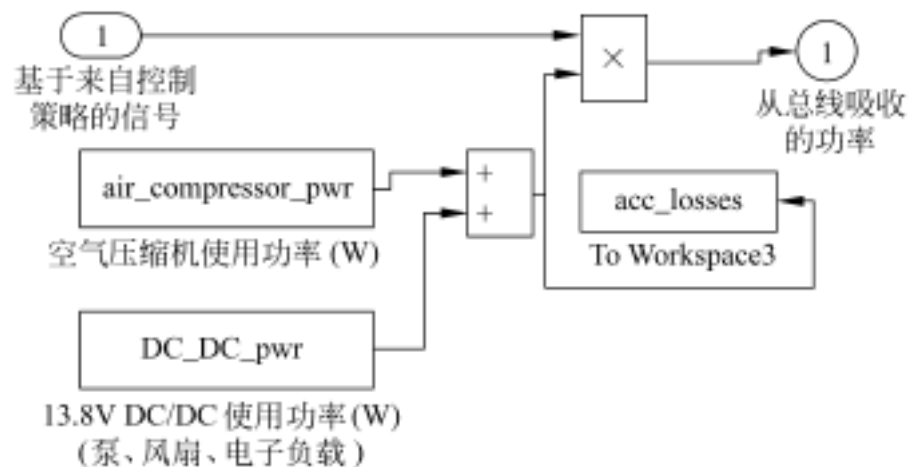 1
基于来自控制
策略的信号
×
1
从总线吸收
的功率
air_compressor_pwr
空气压缩机使用功率(W)
+
+
acc_losses
To Workspace3
DC_DC_pwr
13.8V DC/DC 使用功率(W)
(泵、风扇、电子负载)